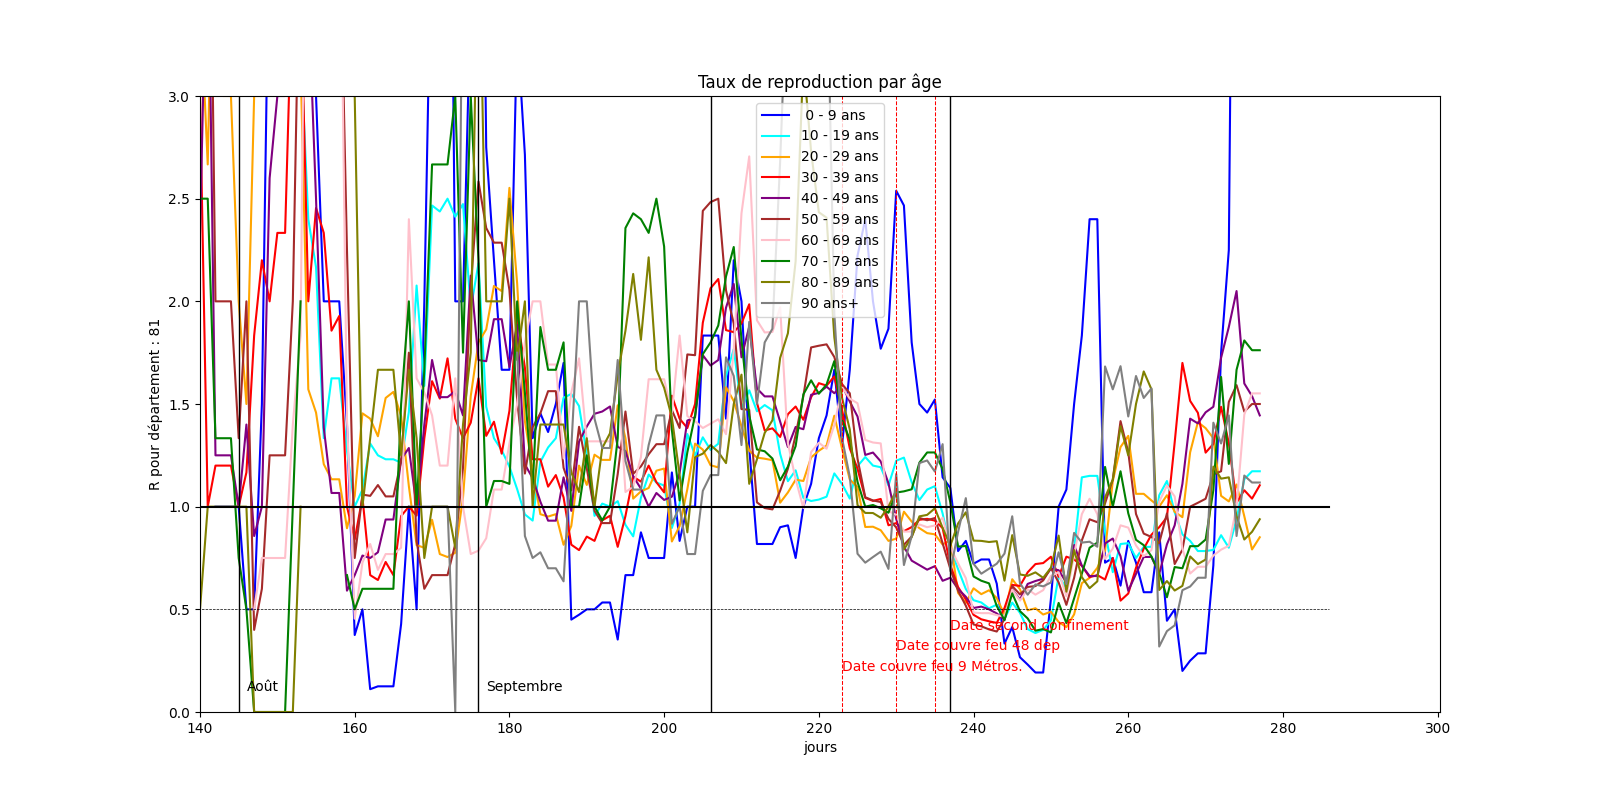 Taux de reproduction par âge
R pour département : 81
3.0
2.5
2.0
1.5
1.0
0.5
0.0
0 - 9 ans
10 - 19 ans
20 - 29 ans
30 - 39 ans
40 - 49 ans
50 - 59 ans
60 - 69 ans
70 - 79 ans
80 - 89 ans
90 ans+
Date second confinement
Date couvre feu 48 dep
Date couvre feu 9 Métros.
Août
Septembre
140 160 180 200 220 240 260 280 300
jours